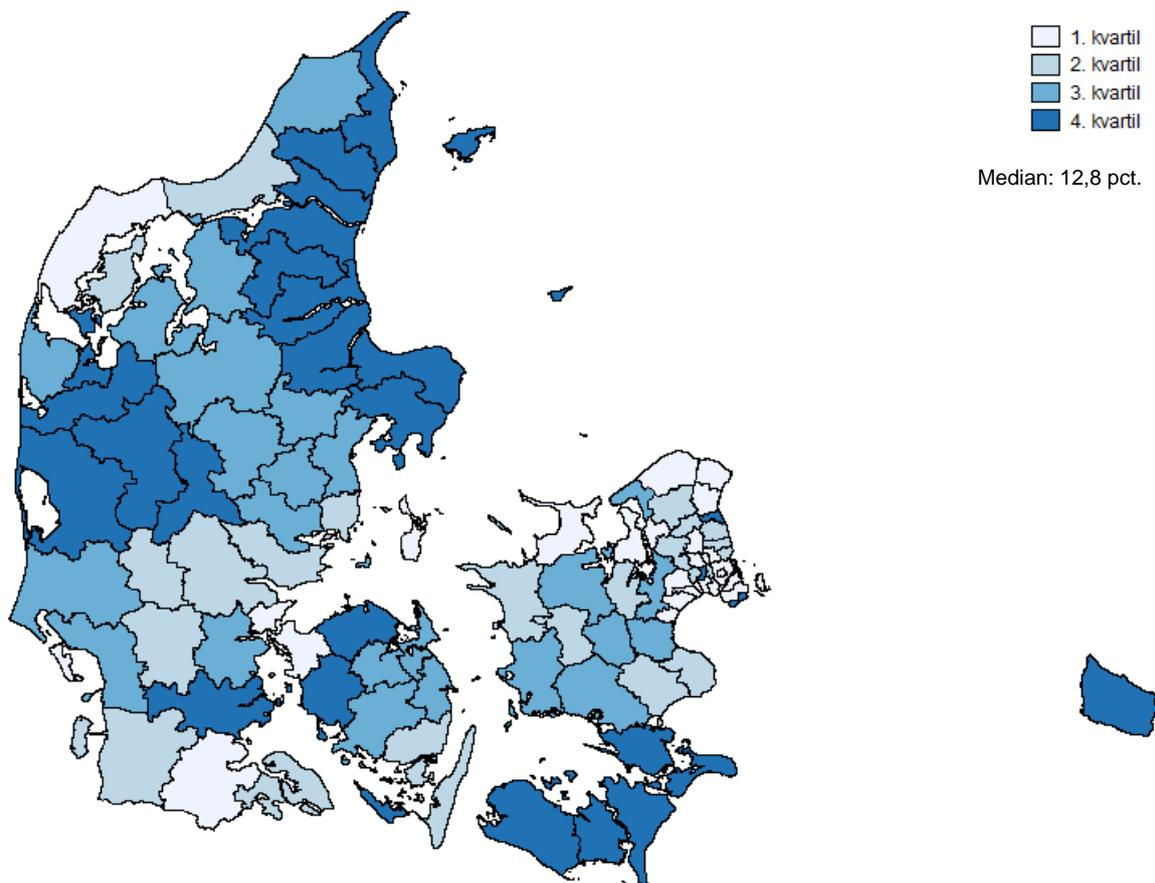 1. kvartil
2. kvartil
3. kvartil
4. kvartil
Median: 12,8 pct.